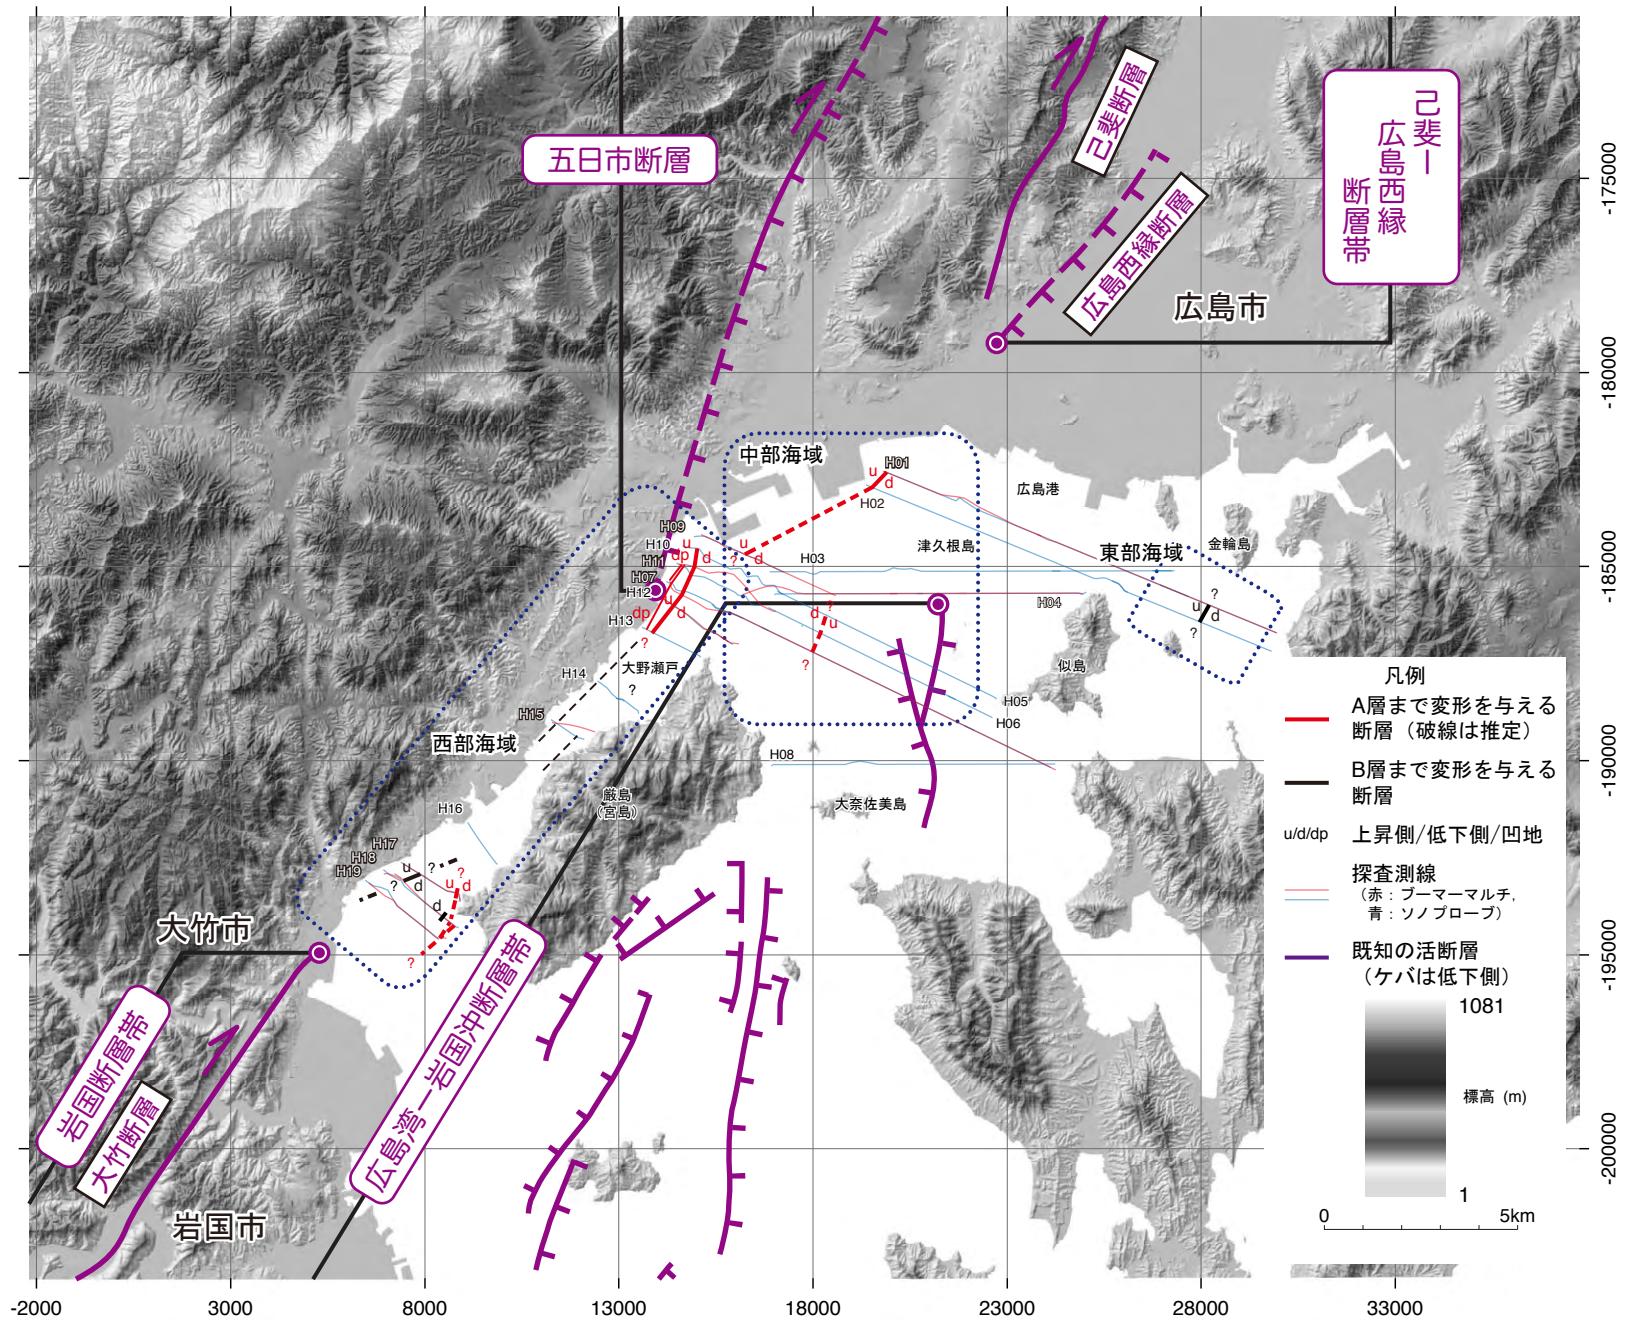 五日市断層
己斐断層
広島西縁断層
己斐ー
広島西縁
断層帯
広島市
中部海域
u
H01
d
H02
広島港
H09
H10
u
dp
d
H11
H07
H12
u
dp
d
H13
?
?
u
d
H03
津久根島
東部海域
金輪島
H04
?
u
d
?
?
d
u
?
大野瀬戸
?
H14
H15
西部海域
似島
H05
H06
H08
大奈佐美島
厳島
(宮島)
H16
H17
H18
H19
u
?
?
d
?
u
d
d
?
大竹市
岩国断層帯
大竹断層
岩国市
広島湾ー岩国沖断層帯
凡例
A層まで変形を与える
断層（破線は推定）
B層まで変形を与える
断層
u/d/dp 上昇側/低下側/凹地
探査測線
（赤：ブーマーマルチ,
青：ソノプローブ）
既知の活断層
（ケバは低下側）
1081
標高 (m)
1
0 5km
-175000
-180000
-185000
-190000
-195000
-200000
-2000 3000 8000 13000 18000 23000 28000 33000